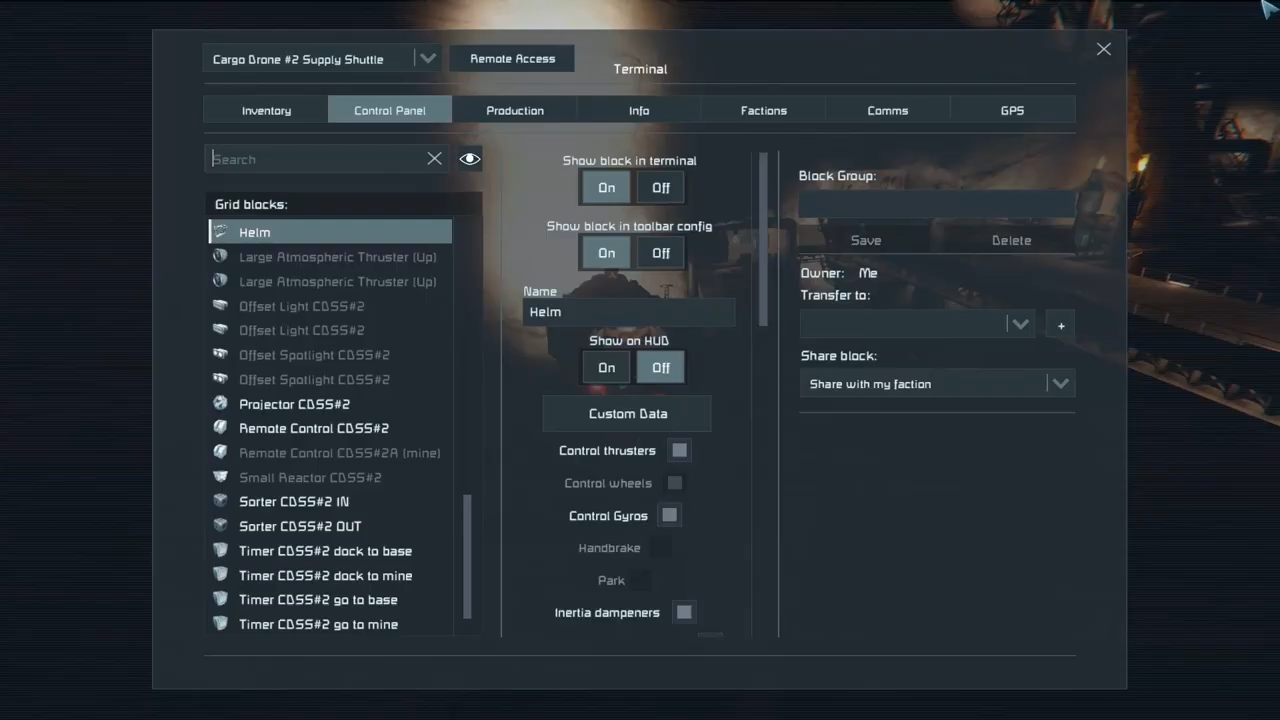 Cargo Drone #2 Supply Shuttle
Remote Access
Terminal
Inventory
Control Panel
Production
Info
Factions
Comms
GPS
Search
Grid blocks:
Helm
Large Atmospheric Thruster (Up)
Large Atmospheric Thruster (Up)
Offset Light CDSS#2
Offset Light CDSS#2
Offset Spotlight CDSS#2
Offset Spotlight CDSS#2
Projector CDSS#2
Remote Control CDSS#2
Remote Control CDSS#2A (mine)
Small Reactor CDSS#2
Sorter CDSS#2 IN
Sorter CDSS#2 OUT
Timer CDSS#2 dock to base
Timer CDSS#2 dock to mine
Timer CDSS#2 go to base
Timer CDSS#2 go to mine
Show block in terminal
On Off
Show block in toolbar config
On Off
Name
Helm
Show on HUD
On Off
Custom Data
Control thrusters
Control wheels
Control Gyros
Handbrake
Park
Inertia dampeners
Block Group:
Save
Delete
Owner: Me
Transfer to:
+
Share block:
Share with my faction